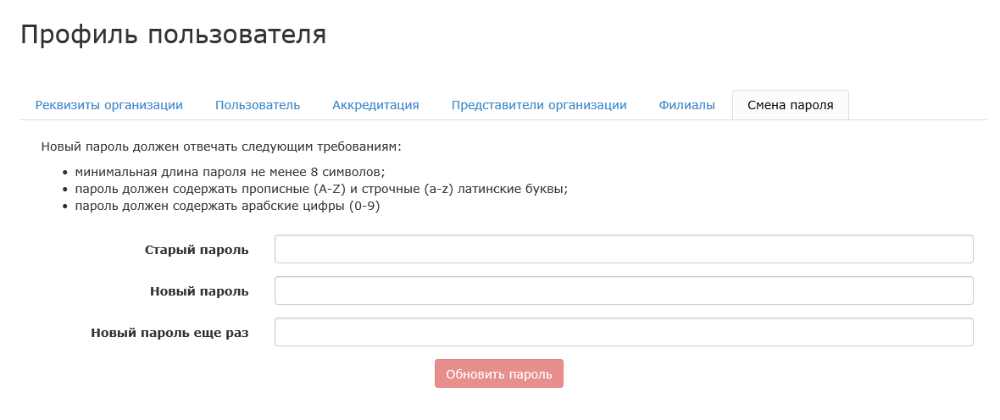 Профиль пользователя
Реквизиты организации Пользователь Аккредитация Представители организации Филиалы Смена пароля
Новый пароль должен отвечать следующим требованиям:
• минимальная длина пароля не менее 8 символов;
• пароль должен содержать прописные (A-Z) и строчные (a-z) латинские буквы;
• пароль должен содержать арабские цифры (0-9)
Старый пароль
Новый пароль
Новый пароль еще раз
Обновить пароль